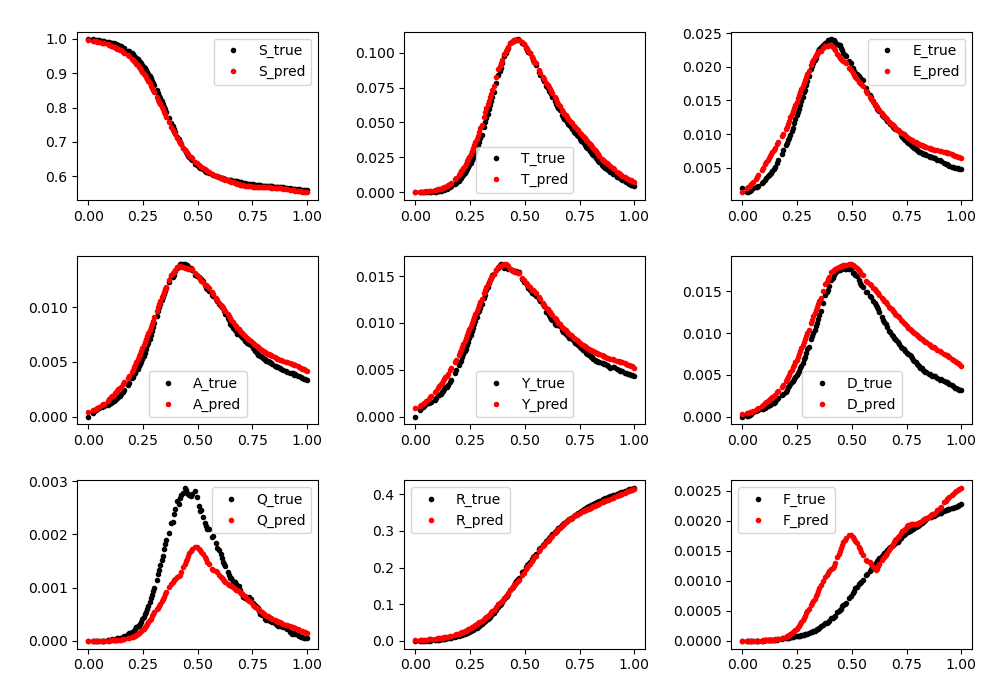 1.0
0.9
0.8
0.7
0.6
0.00 0.25 0.50 0.75 1.00
S_true
S_pred
0.100
0.075
0.050
0.025
0.000
0.00 0.25 0.50 0.75 1.00
T_true
T_pred
0.025
0.020
0.015
0.010
0.005
0.00 0.25 0.50 0.75 1.00
E_true
E_pred
0.010
0.005
0.000
0.00 0.25 0.50 0.75 1.00
A_true
A_pred
0.015
0.010
0.005
0.000
0.00 0.25 0.50 0.75 1.00
Y_true
Y_pred
0.015
0.010
0.005
0.000
0.00 0.25 0.50 0.75 1.00
D_true
D_pred
0.003
0.002
0.001
0.000
0.00 0.25 0.50 0.75 1.00
Q_true
Q_pred
0.4
0.3
0.2
0.1
0.0
0.00 0.25 0.50 0.75 1.00
R_true
R_pred
0.0025
0.0020
0.0015
0.0010
0.0005
0.0000
0.00 0.25 0.50 0.75 1.00
F_true
F_pred